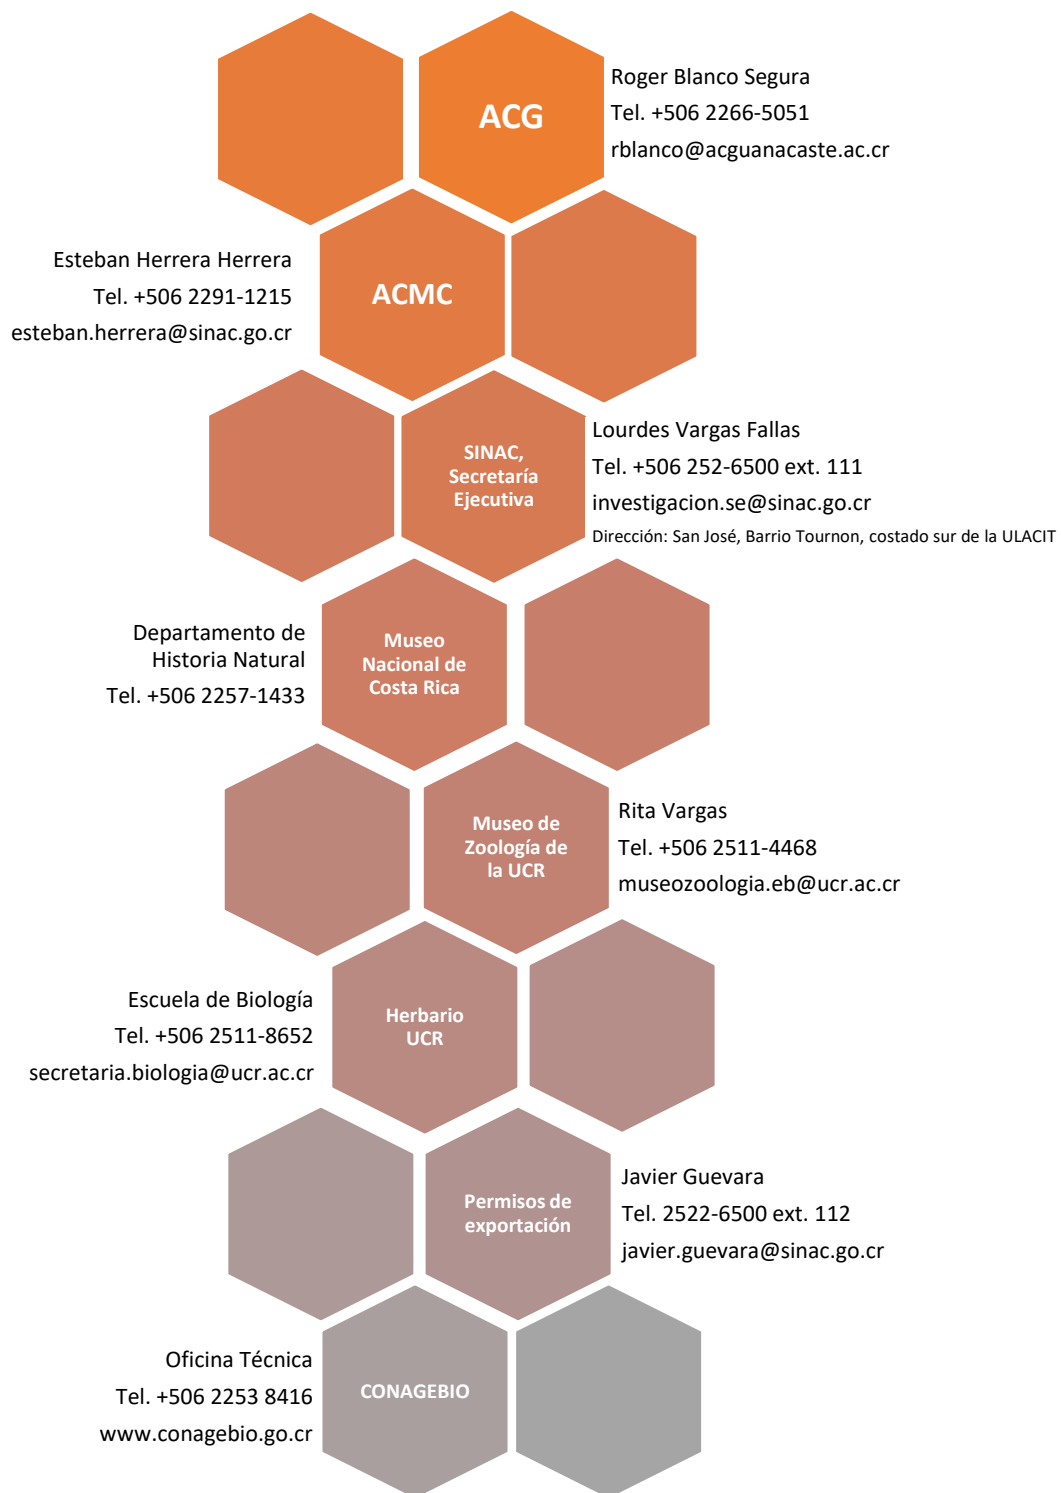 ACG
Roger Blanco Segura
Tel. +506 2266-5051
rblanco@acguanacaste.ac.cr
Esteban Herrera Herrera
Tel. +506 2291-1215
esteban.herrera@sinac.go.cr
ACMC
SINAC,
Secretaría
Ejecutiva
Lourdes Vargas Fallas
Tel. +506 252-6500 ext. 111
investigacion.se@sinac.go.cr
Dirección: San José, Barrio Tournon, costado sur de la ULACIT
Departamento de
Historia Natural
Tel. +506 2257-1433
Museo
Nacional de
Costa Rica
Museo de
Zoología de
la UCR
Rita Vargas
Tel. +506 2511-4468
museozoologia.eb@ucr.ac.cr
Escuela de Biología
Tel. +506 2511-8652
secretaria.biologia@ucr.ac.cr
Herbario
UCR
Permisos de
exportación
Javier Guevara
Tel. 2522-6500 ext. 112
javier.guevara@sinac.go.cr
Oficina Técnica
Tel. +506 2253 8416
www.conagebio.go.cr
CONAGEBIO